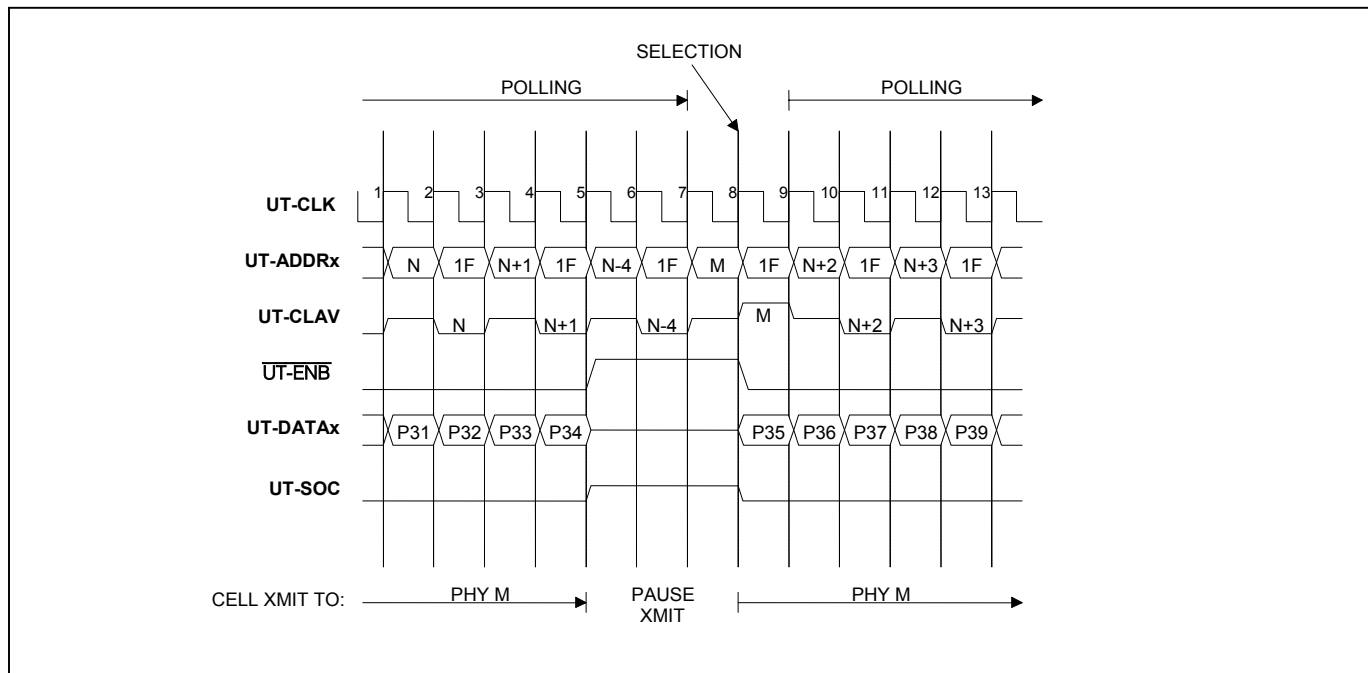 SELECTION
POLLING POLLING
UT-CLK 1 2 3 4 5 6 7 8 9 10 11 12 13
UT-ADDRx N 1F N+1 1F N-4 1F M 1F N+2 1F N+3 1F
UT-CLAV N N+1 N-4 M N+2 N+3
UT-ENB
UT-DATAx P31 P32 P33 P34 P35 P36 P37 P38 P39
UT-SOC
CELL XMIT TO: PHY M PAUSE XMIT PHY M